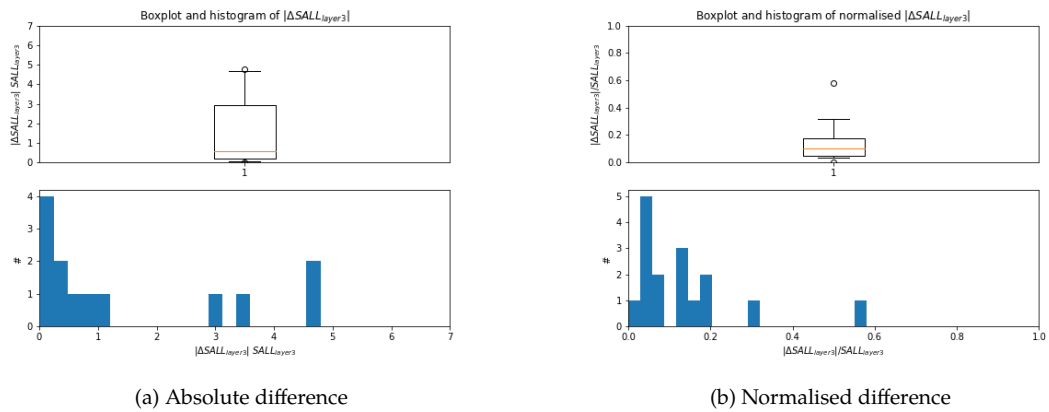 Boxplot and histogram of |ΔSALL_layer3|
|ΔSALL_layer3| SALL_layer3
7
6
5
4
3
2
1
0
1
#
4
3
2
1
0
0 1 2 3 4 5 6 7
|ΔSALL_layer3| SALL_layer3
(a) Absolute difference
Boxplot and histogram of normalised |ΔSALL_layer3|
|ΔSALL_layer3|/SALL_layer3
1.0
0.8
0.6
0.4
0.2
0.0
1
#
5
4
3
2
1
0
0.0 0.2 0.4 0.6 0.8 1.0
|ΔSALL_layer3|/SALL_layer3
(b) Normalised difference